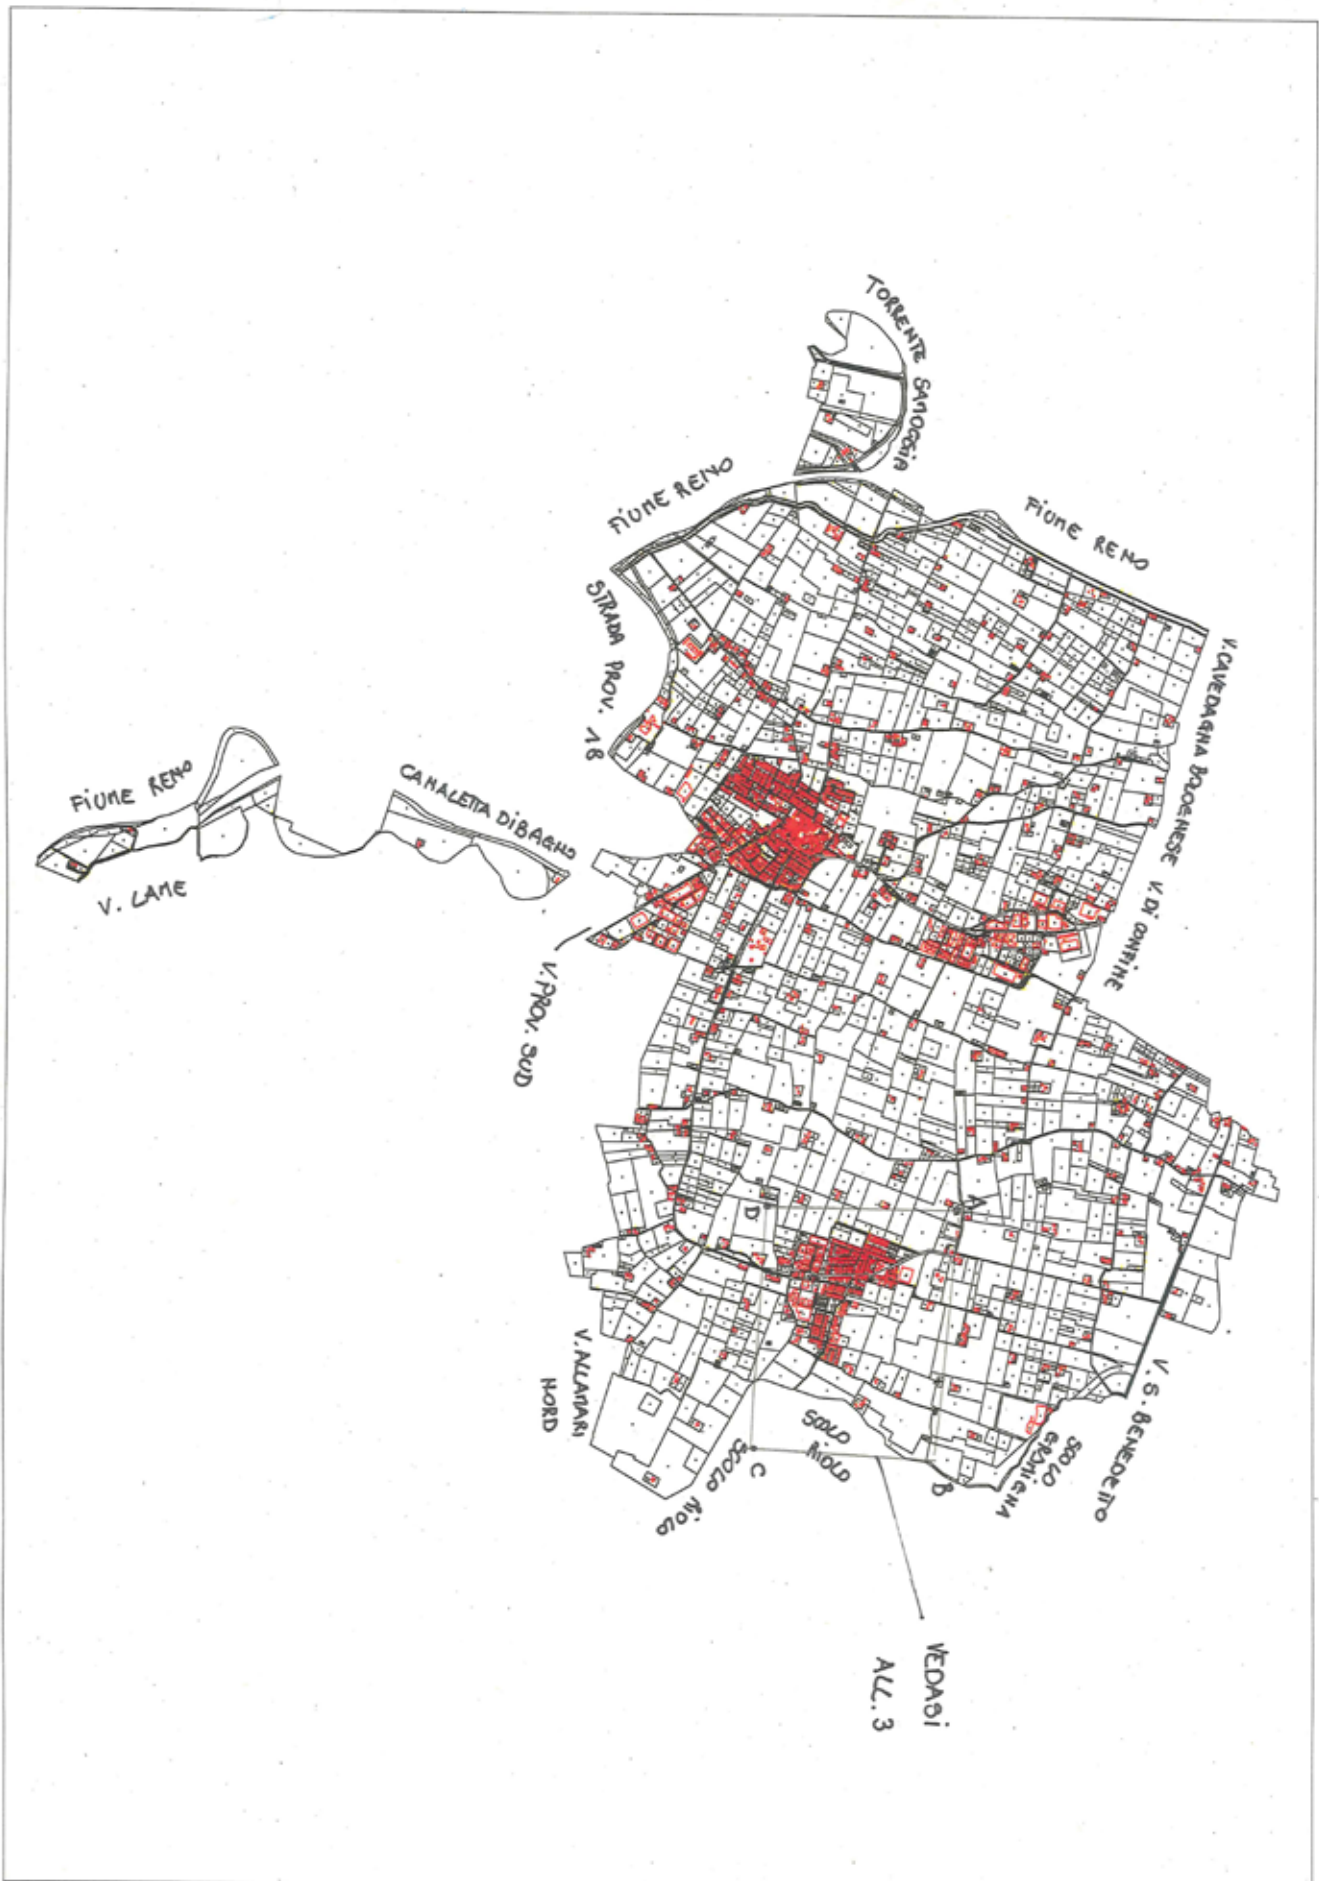 TORRENTE SAMOGGIA
FIUME RENO
FIUME RENO
STRADA PROV. 18
V. CAVEDAGNA BOLOGNESE
V. DI CONFINE
FIUME RENO
CANALETTA DI BAGNO
V. LAME
V. PROV. SUD
A
D
B
C
V. ALLAMARI
NORD
SCOLO
RIOLO
SCOLO RIOLO
SCOLO
GRAMIGNA
V. S. BENEDETTO
VEDASI
ALL. 3